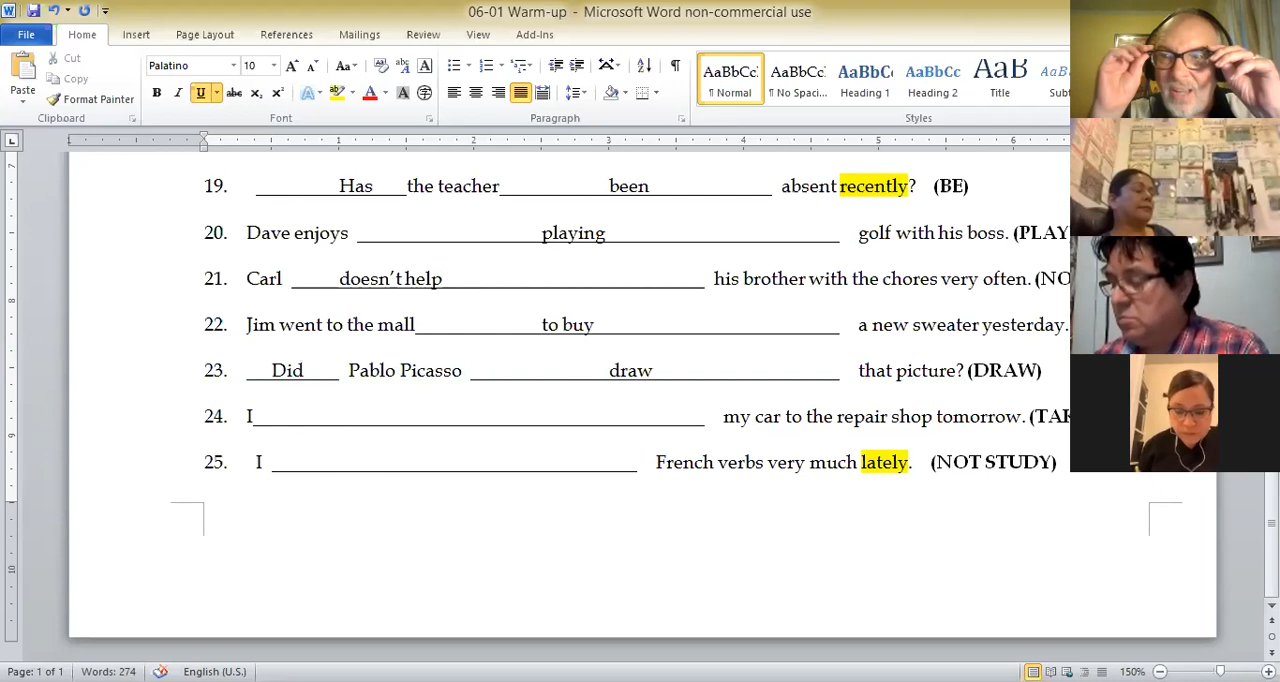 06-01 Warm-up - Microsoft Word non-commercial use
File Home Insert Page Layout References Mailings Review View Add-Ins
Paste
Cut
Copy
Format Painter
Clipboard
Palatino 10
Font
Paragraph
AaBbCc AaBbCc AaBbCc AaBbCc AaB AaBbCc
¶ Normal ¶ No Spaci... Heading 1 Heading 2 Title Subt
Styles
19. Has the teacher been absent recently? (BE)
20. Dave enjoys playing golf with his boss. (PLAY
21. Carl doesn't help his brother with the chores very often. (NO
22. Jim went to the mall to buy a new sweater yesterday.
23. Did Pablo Picasso draw that picture? (DRAW)
24. I my car to the repair shop tomorrow. (TAK
25. I French verbs very much lately. (NOT STUDY)
Page: 1 of 1 Words: 274 English (U.S.) 150%